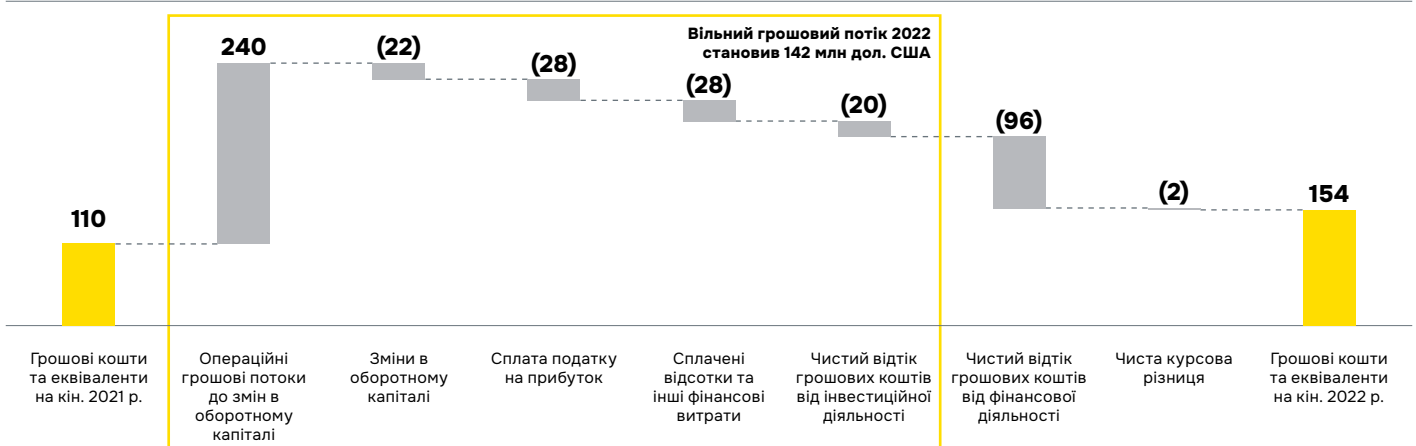 Вільний грошовий потік 2022
становив 142 млн дол. США
110
240
(22)
(28)
(28)
(20)
(96)
(2)
154
Грошові кошти
та еквіваленти
на кін. 2021 р.
Операційні
грошові потоки
до змін в
оборотному
капіталі
Зміни в
оборотному
капіталі
Сплата податку
на прибуток
Сплачені
відсотки та
інші фінансові
витрати
Чистий відтік
грошових коштів
від інвестиційної
діяльності
Чистий відтік
грошових коштів
від фінансової
діяльності
Чиста курсова
різниця
Грошові кошти
та еквіваленти
на кін. 2022 р.